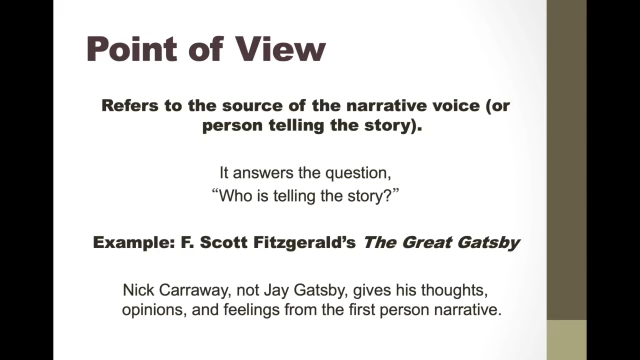 Point of View
Refers to the source of the narrative voice (or
person telling the story).
It answers the question,
“Who is telling the story?”
Example: F. Scott Fitzgerald’s The Great Gatsby
Nick Carraway, not Jay Gatsby, gives his thoughts,
opinions, and feelings from the first person narrative.